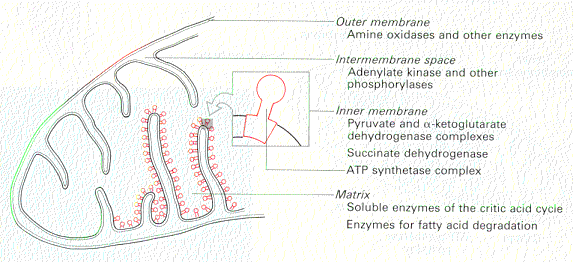 Outer membrane
Amine oxidases and other enzymes
Intermembrane space
Adenylate kinase and other
phosphorylases
Inner membrane
Pyruvate and α-ketoglutarate
dehydrogenase complexes
Succinate dehydrogenase
ATP synthetase complex
Matrix
Soluble enzymes of the critic acid cycie
Enzymes for fatty acid degradation